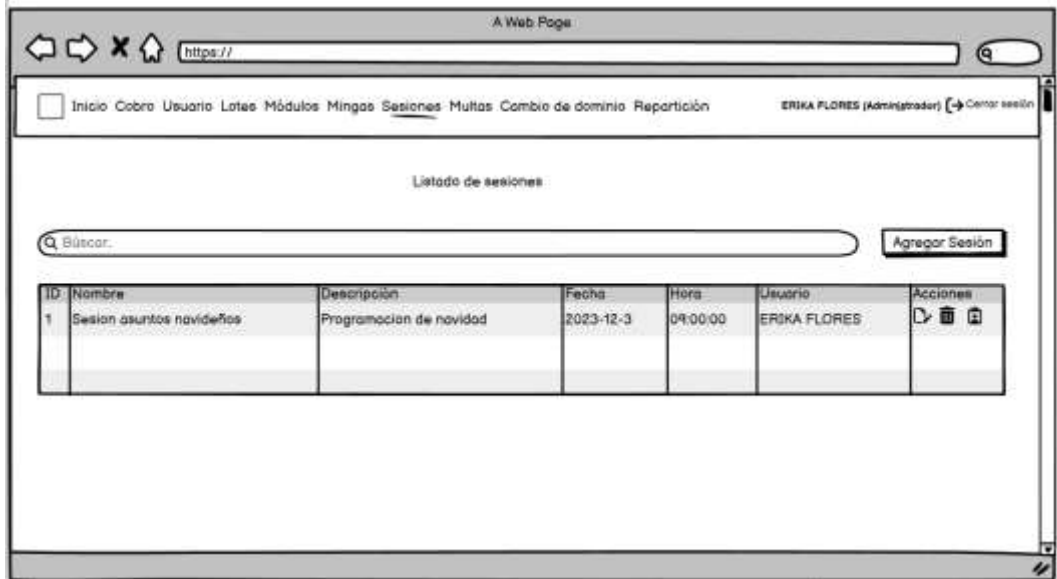 A Web Page
https://
Inicio Cobro Usuario Lotes Módulos Mingas Sesiones Multas Cambio de dominio Repartición ERIKA FLORES (Administrador) Cerrar sesión
Listado de sesiones
Búscar..
Agregar Sesión
ID Nombre Descripción Fecha Hora Usuario Acciones
1 Sesion asuntos navideños Programacion de navidad 2023-12-3 09:00:00 ERIKA FLORES